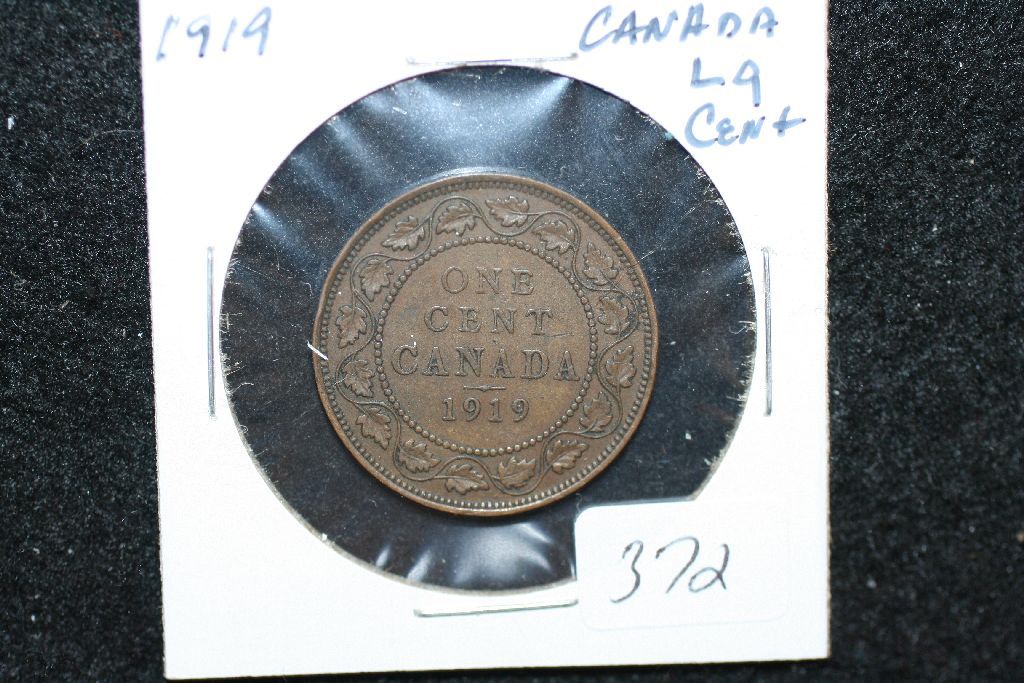 1919
CANADA
Lg
Cent
ONE
CENT
CANADA
1919
372